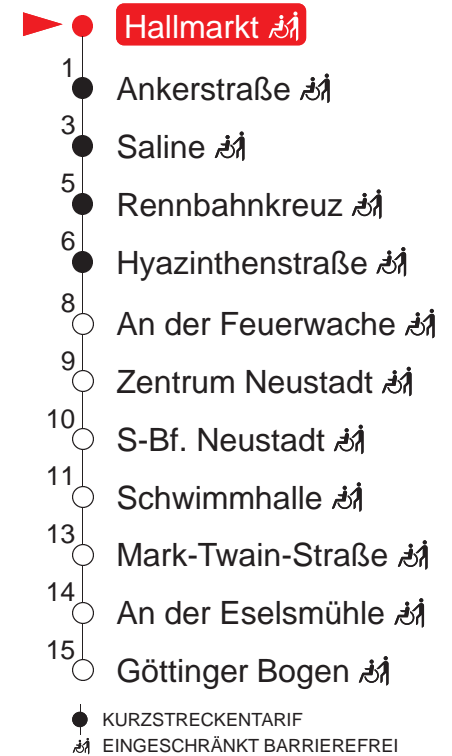 Hallmarkt
1
Ankerstraße
3
Saline
5
Rennbahnkreuz
6
Hyazinthenstraße
8
An der Feuerwache
9
Zentrum Neustadt
10
S-Bf. Neustadt
11
Schwimmhalle
13
Mark-Twain-Straße
14
An der Eselsmühle
15
Göttinger Bogen
KURZSTRECKENTARIF
EINGESCHRÄNKT BARRIEREFREI